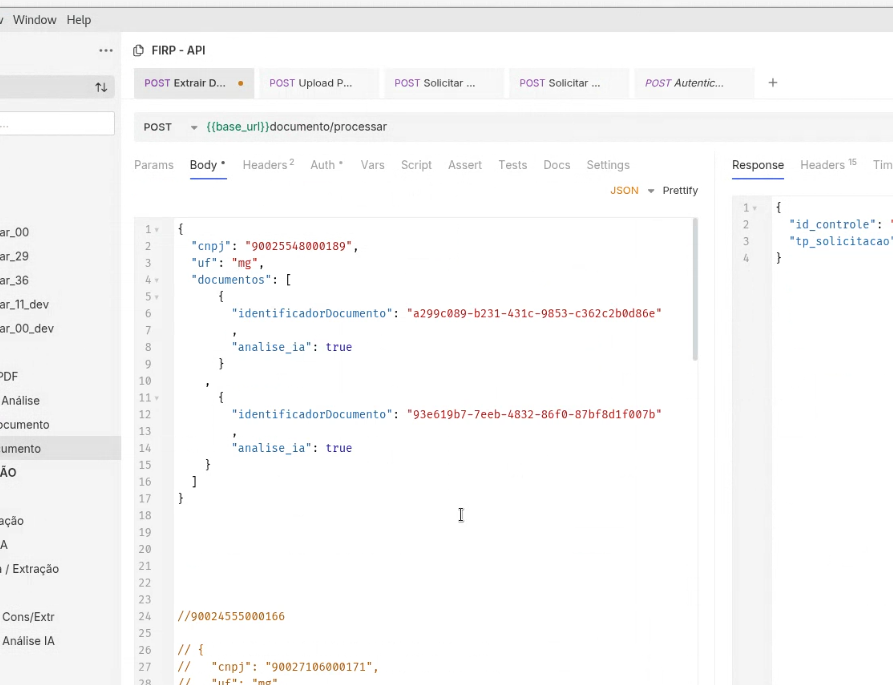 Window Help
...
FIRP - API
POST Extrair D...
POST Upload P...
POST Solicitar ...
POST Solicitar ...
POST Autentic...
+
POST {{base_url}}documento/processar
Params Body Headers 2 Auth Vars Script Assert Tests Docs Settings
JSON Prettify
1 {
2 "cnpj": "90025548000189",
3 "uf": "mg",
4 "documentos": [
5 {
6 "identificadorDocumento": "a299c089-b231-431c-9853-c362c2b0d86e"
7 ,
8 "analise_ia": true
9 }
10 ,
11 {
12 "identificadorDocumento": "93e619b7-7eeb-4832-86f0-87bf8d1f007b"
13 ,
14 "analise_ia": true
15 }
16 ]
17 }
18
19
20
21
22
23
24 //90024555000166
25
26 // {
27 // "cnpj": "90027106000171",
28 // "uf": "mg"
Response Headers 15 Tim
1 {
2 "id_controle": "
3 "tp_solicitacao"
4 }
ar_00
ar_29
ar_36
ar_11_dev
ar_00_dev
PDF
Análise
ocumento
umento
ÃO
ação
A
a / Extração
Cons/Extr
Análise IA